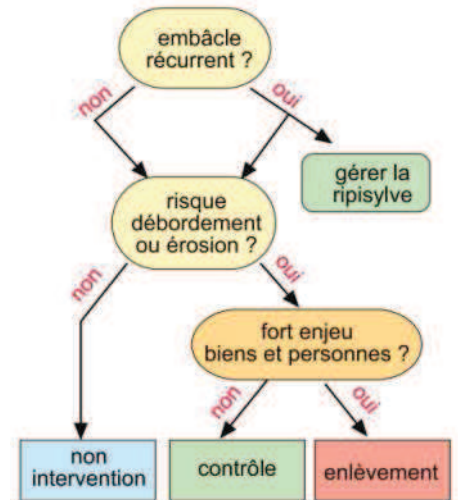 embâcle
récurrent ?
non
oui
gérer la
ripisylve
risque
débordement
ou érosion ?
non
oui
fort enjeu
biens et personnes ?
non
oui
non
intervention
contrôle
enlèvement